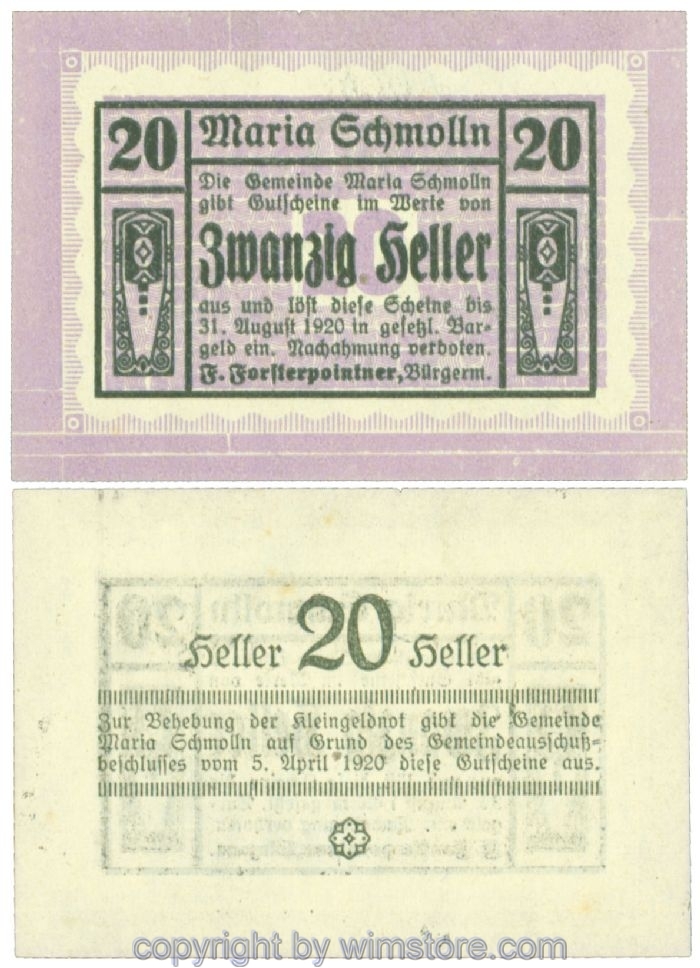 20 Maria Schmolln 20
Die Gemeinde Maria Schmolln
gibt Gutscheine im Werte von
20
Zwanzig Heller
aus und löst diese Scheine bis
31. August 1920 in gesetzl. Bar-
geld ein. Nachahmung verboten.
F. Forsterpointner, Bürgerm.
Heller 20 Heller
Zur Behebung der Kleingeldnot gibt die Gemeinde
Maria Schmolln auf Grund des Gemeindeausschuß-
beschlusses vom 5. April 1920 diese Gutscheine aus.
copyright by wimstore.com